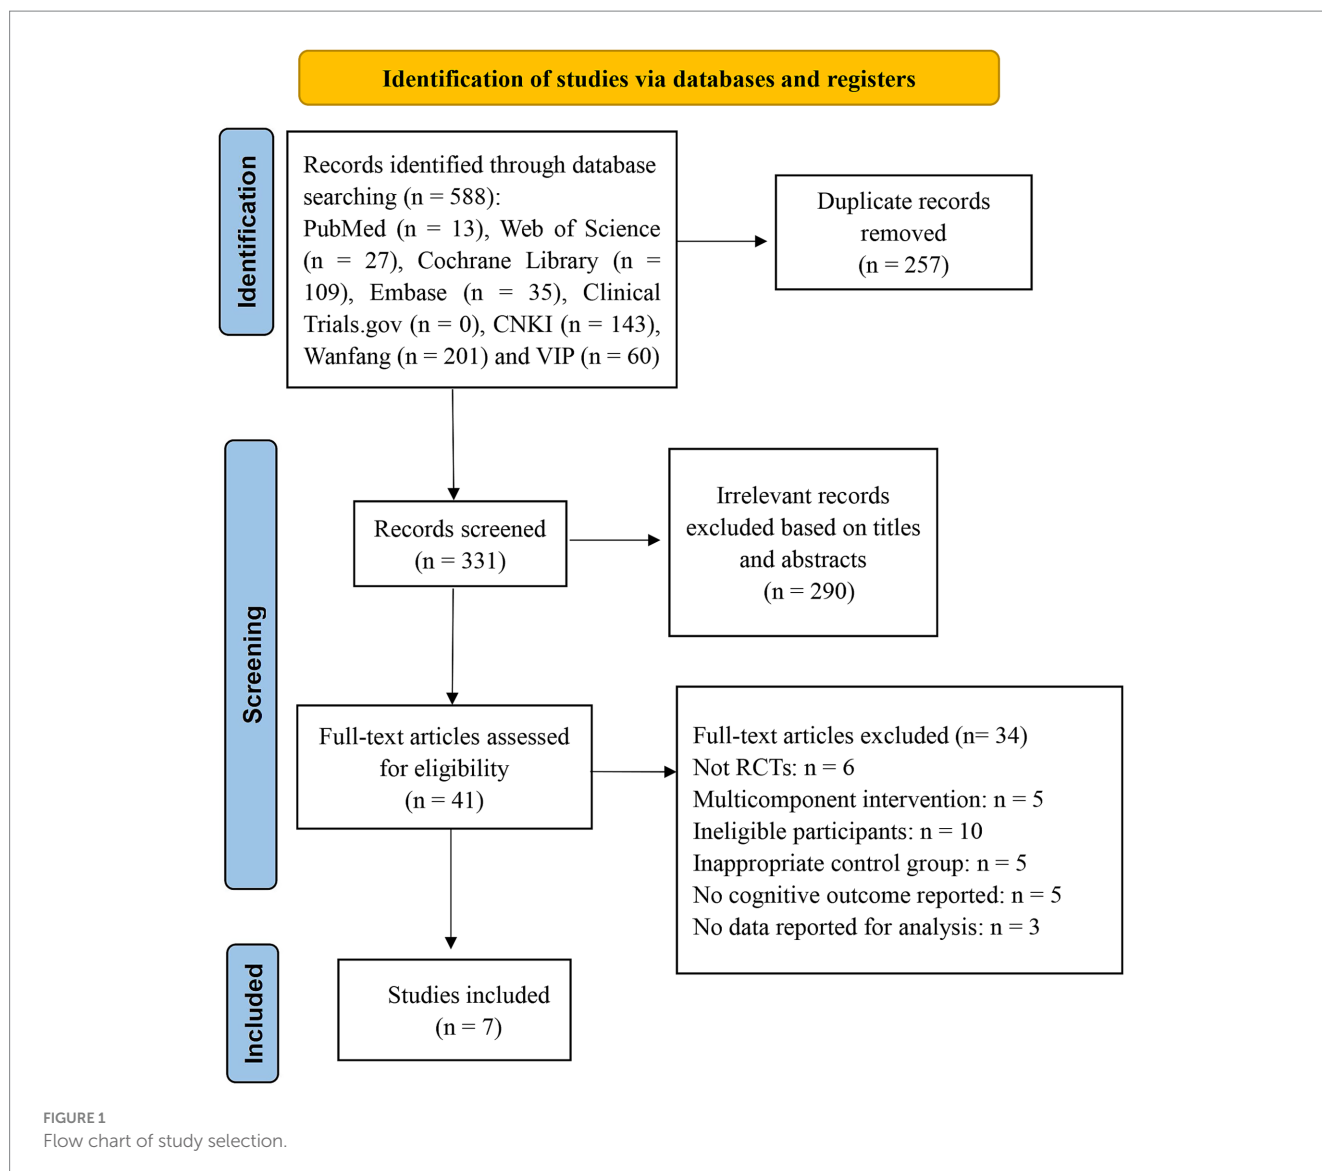 Identification of studies via databases and registers
Identification
Records identified through database
searching (n = 588):
PubMed (n = 13), Web of Science
(n = 27), Cochrane Library (n =
109), Embase (n = 35), Clinical
Trials.gov (n = 0), CNKI (n = 143),
Wanfang (n = 201) and VIP (n = 60)
Duplicate records
removed
(n = 257)
Screening
Records screened
(n = 331)
Irrelevant records
excluded based on titles
and abstracts
(n = 290)
Full-text articles assessed
for eligibility
(n = 41)
Full-text articles excluded (n= 34)
Not RCTs: n = 6
Multicomponent intervention: n = 5
Ineligible participants: n = 10
Inappropriate control group: n = 5
No cognitive outcome reported: n = 5
No data reported for analysis: n = 3
Included
Studies included
(n = 7)
FIGURE 1
Flow chart of study selection.